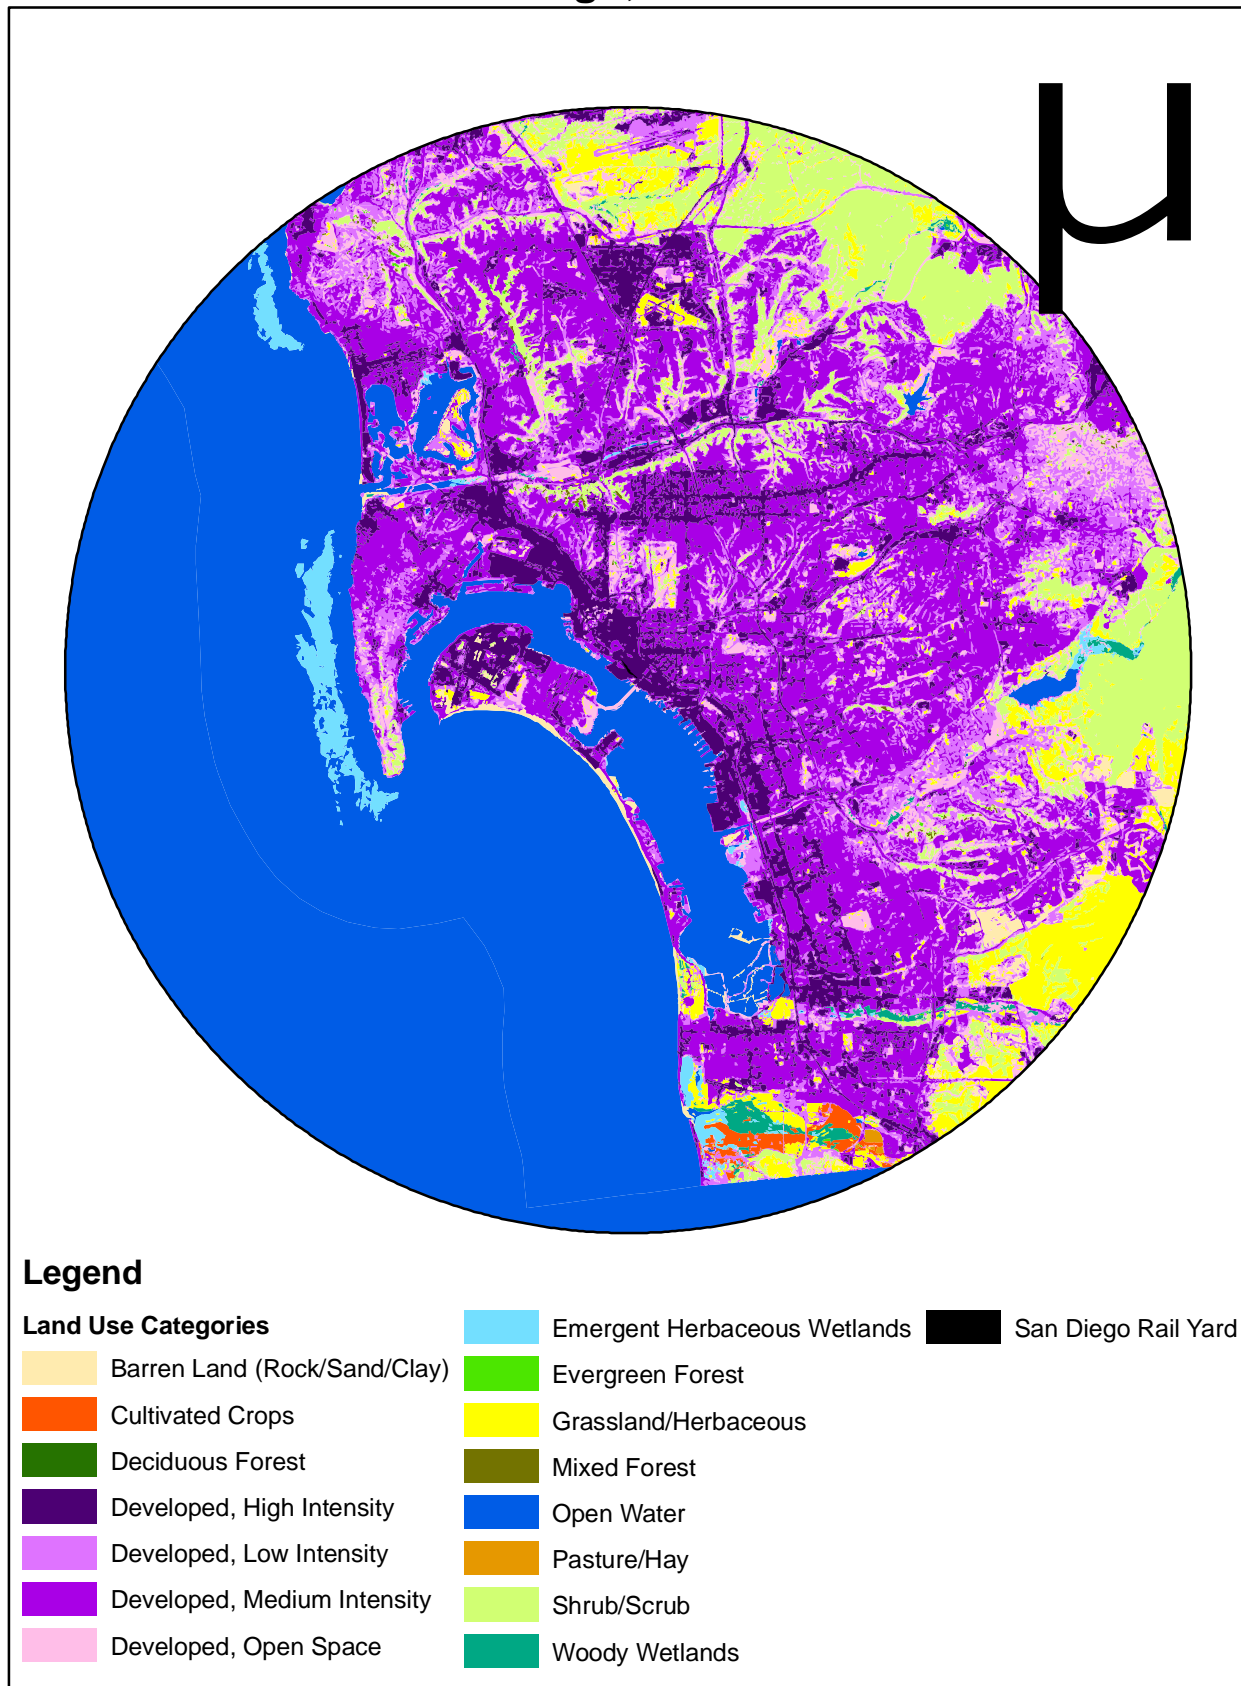 µ
Legend
Land Use Categories
Barren Land (Rock/Sand/Clay)
Cultivated Crops
Deciduous Forest
Developed, High Intensity
Developed, Low Intensity
Developed, Medium Intensity
Developed, Open Space
Emergent Herbaceous Wetlands
Evergreen Forest
Grassland/Herbaceous
Mixed Forest
Open Water
Pasture/Hay
Shrub/Scrub
Woody Wetlands
San Diego Rail Yard